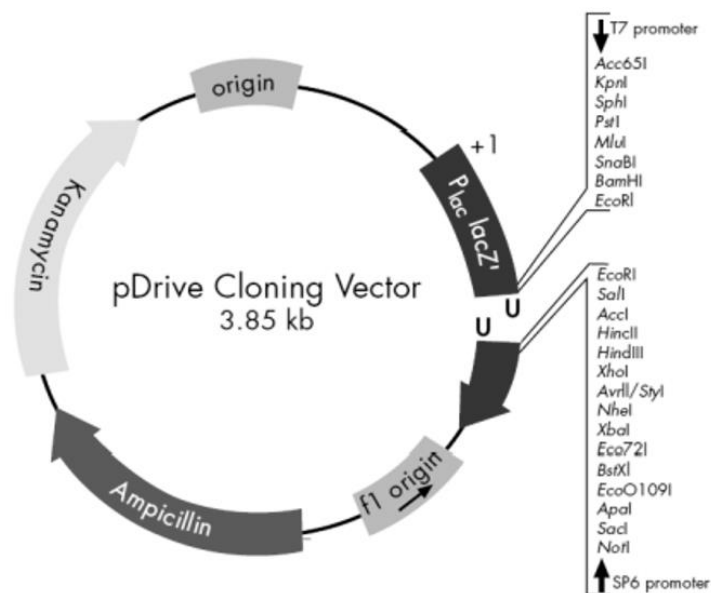 T7 promoter
Acc65I
KpnI
SphI
PstI
MluI
SnaBI
BamHI
EcoRI
origin
+1
Plac lacZ'
Kanamycin
pDrive Cloning Vector
3.85 kb
U
U
EcoRI
SalI
AccI
HincII
HindIII
XhoI
AvrII/StyI
NheI
XbaI
Eco72I
BstXI
EcoO109I
ApaI
SacI
NotI
SP6 promoter
f1 origin
Ampicillin